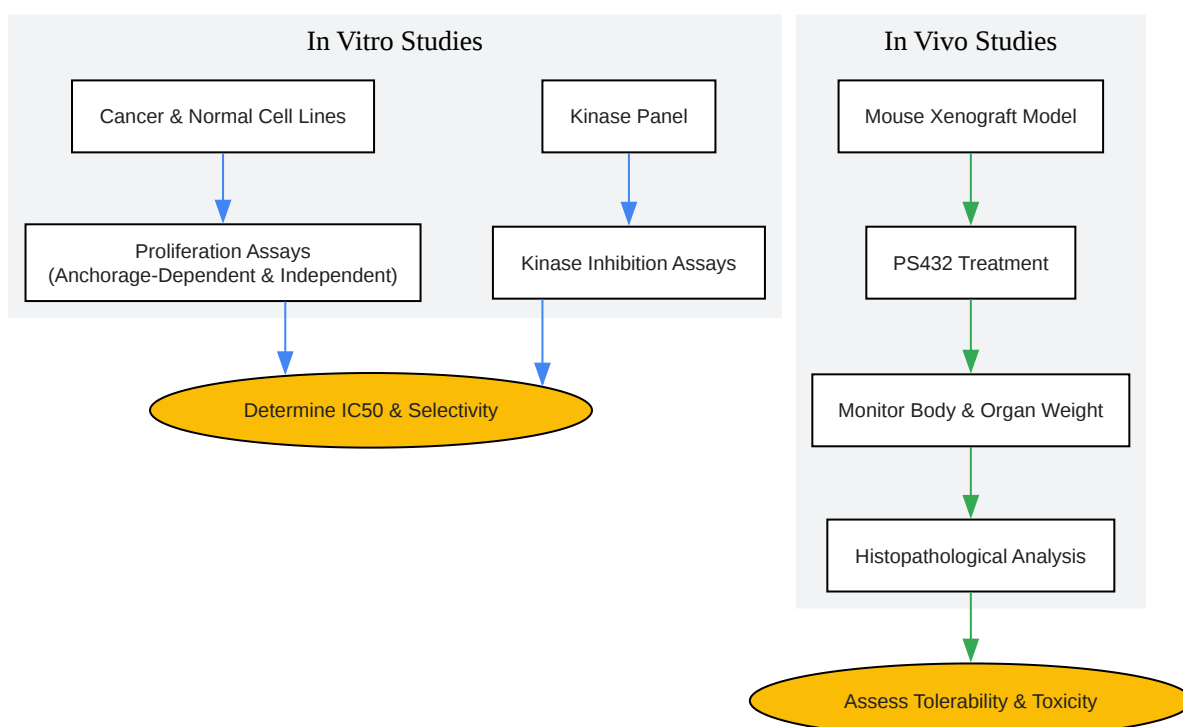 In Vitro Studies
Cancer & Normal Cell Lines
Kinase Panel
Proliferation Assays
(Anchorage-Dependent & Independent)
Kinase Inhibition Assays
Determine IC50 & Selectivity
In Vivo Studies
Mouse Xenograft Model
PS432 Treatment
Monitor Body & Organ Weight
Histopathological Analysis
Assess Tolerability & Toxicity